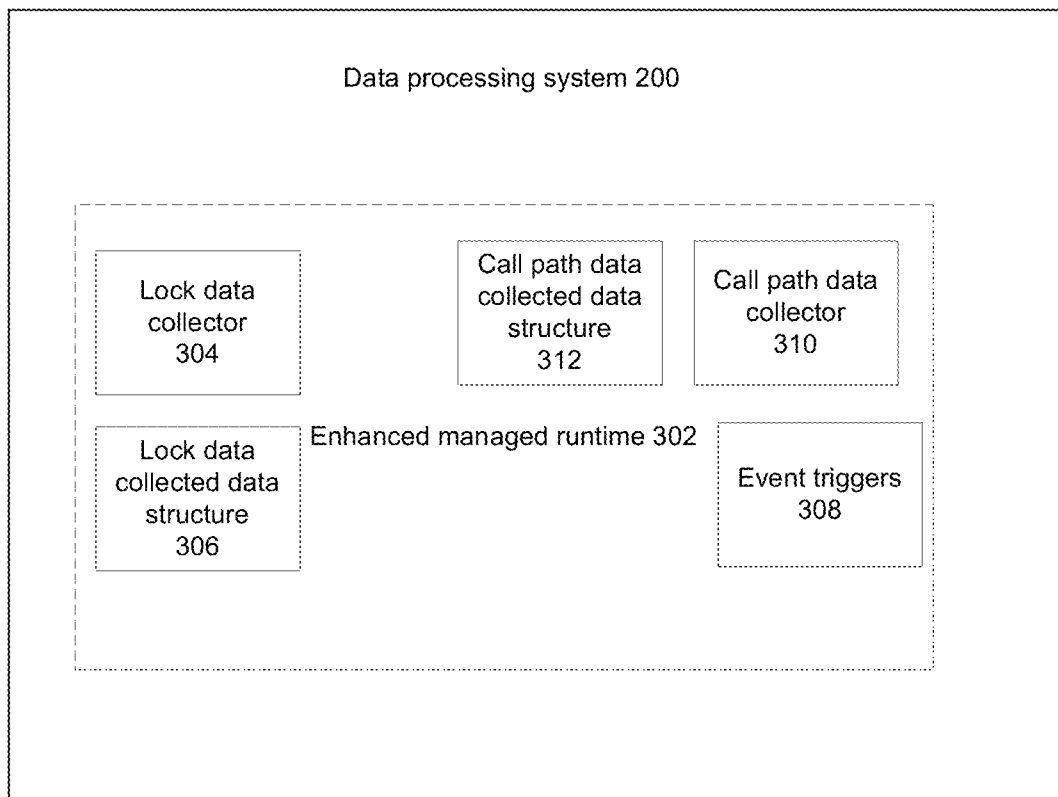 Data processing system 200
Lock data
collector
304
Call path data
collected data
structure
312
Call path data
collector
310
Enhanced managed runtime 302
Lock data
collected data
structure
306
Event triggers
308